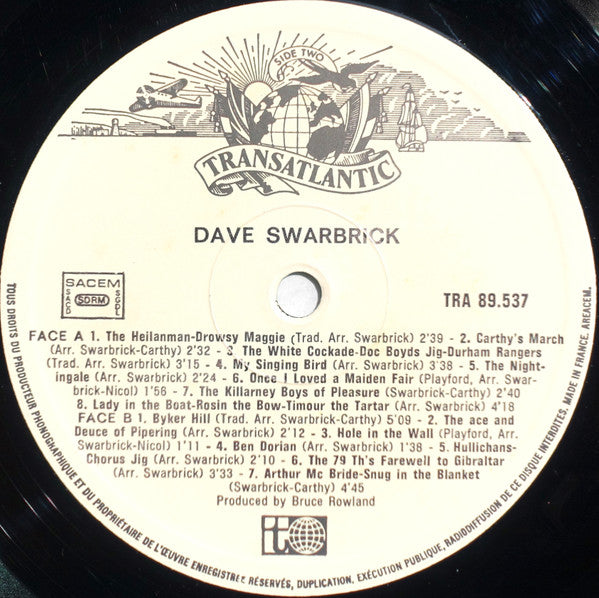 SIDE TWO
TRANSATLANTIC
DAVE SWARBRICK
SACEM
SACD SDRM SGDL
TRA 89.537
FACE A 1. The Heilanman-Drowsy Maggie (Trad. Arr. Swarbrick) 2'39 - 2. Carthy's March
(Arr. Swarbrick-Carthy) 2'32 - 3 The White Cockade-Doc Boyds Jig-Durham Rangers
(Trad. Arr. Swarbrick) 3'15 - 4. My Singing Bird (Arr. Swarbrick) 3'38 - 5. The Night-
ingale (Arr. Swarbrick) 2'24 - 6. Once I Loved a Maiden Fair (Playford, Arr. Swar-
brick-Nicol) 1'56 - 7. The Killarney Boys of Pleasure (Swarbrick-Carthy) 2'40
8. Lady in the Boat-Rosin the Bow-Timour the Tartar (Arr. Swarbrick) 4'18
FACE B 1. Byker Hill (Trad. Arr. Swarbrick-Carthy) 5'09 - 2. The ace and
Deuce of Pipering (Arr. Swarbrick) 2'12 - 3. Hole in the Wall (Playford, Arr.
Swarbrick-Nicol) 1'11 - 4. Ben Dorian (Arr. Swarbrick) 1'38 - 5. Hullichans-
Chorus Jig (Arr. Swarbrick) 2'10 - 6. The 79 Th's Farewell to Gibraltar
(Arr. Swarbrick) 3'33 - 7. Arthur Mc Bride-Snug in the Blanket
(Swarbrick-Carthy) 4'45
Produced by Bruce Rowland
TOUS DROITS DU PRODUCTEUR PHONOGRAPHIQUE ET DU PROPRIÉTAIRE DE L'ŒUVRE ENREGISTRÉE RÉSERVÉS, DUPLICATION, EXÉCUTION PUBLIQUE, RADIODIFFUSION DE CE DISQUE INTERDITES. MADE IN FRANCE. AREACEM.